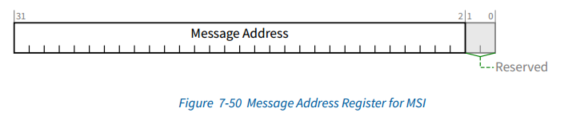 31 2 1 0
Message Address
Reserved
Figure 7-50 Message Address Register for MSI